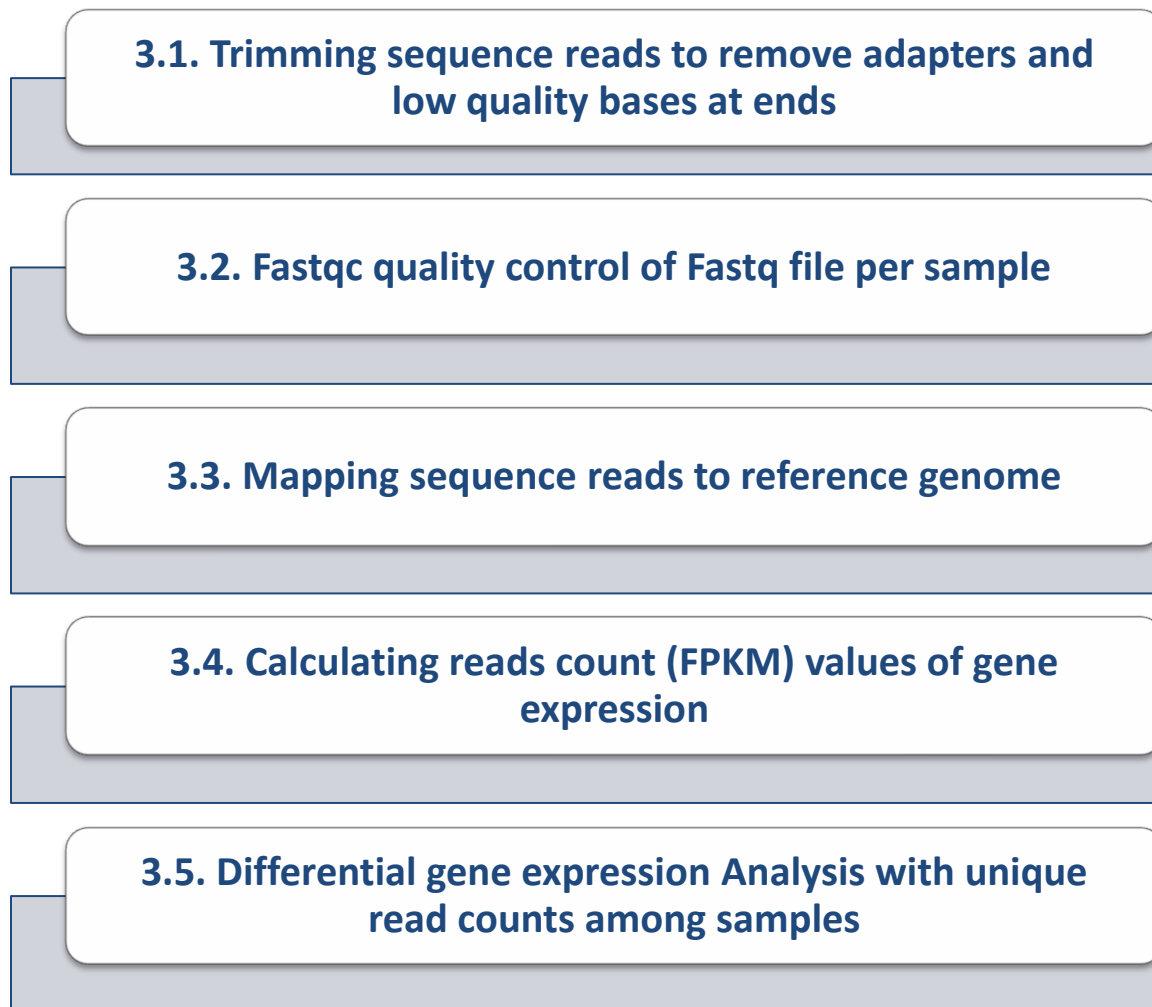 3.1. Trimming sequence reads to remove adapters and
low quality bases at ends
3.2. Fastqc quality control of Fastq file per sample
3.3. Mapping sequence reads to reference genome
3.4. Calculating reads count (FPKM) values of gene
expression
3.5. Differential gene expression Analysis with unique
read counts among samples